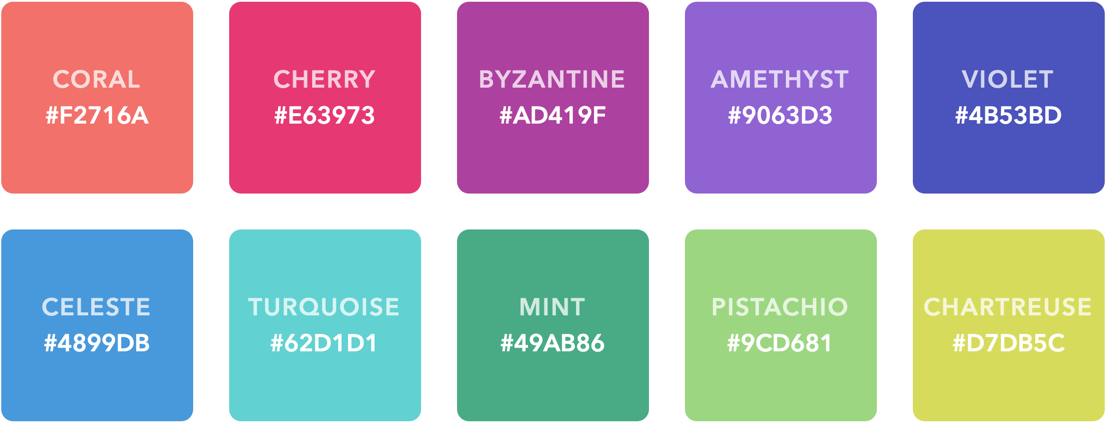 CORAL
#F2716A
CHERRY
#E63973
BYZANTINE
#AD419F
AMETHYST
#9063D3
VIOLET
#4B53BD
CELESTE
#4899DB
TURQUOISE
#62D1D1
MINT
#49AB86
PISTACHIO
#9CD681
CHARTREUSE
#D7DB5C